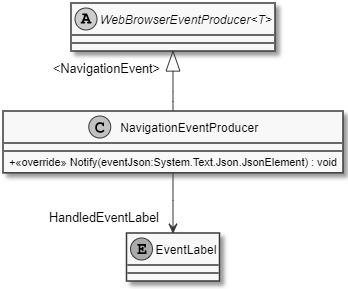 A WebBrowserEventProducer<T>
<NavigationEvent>
C NavigationEventProducer
+«override» Notify(eventJson:System.Text.Json.JsonElement) : void
HandledEventLabel
E EventLabel